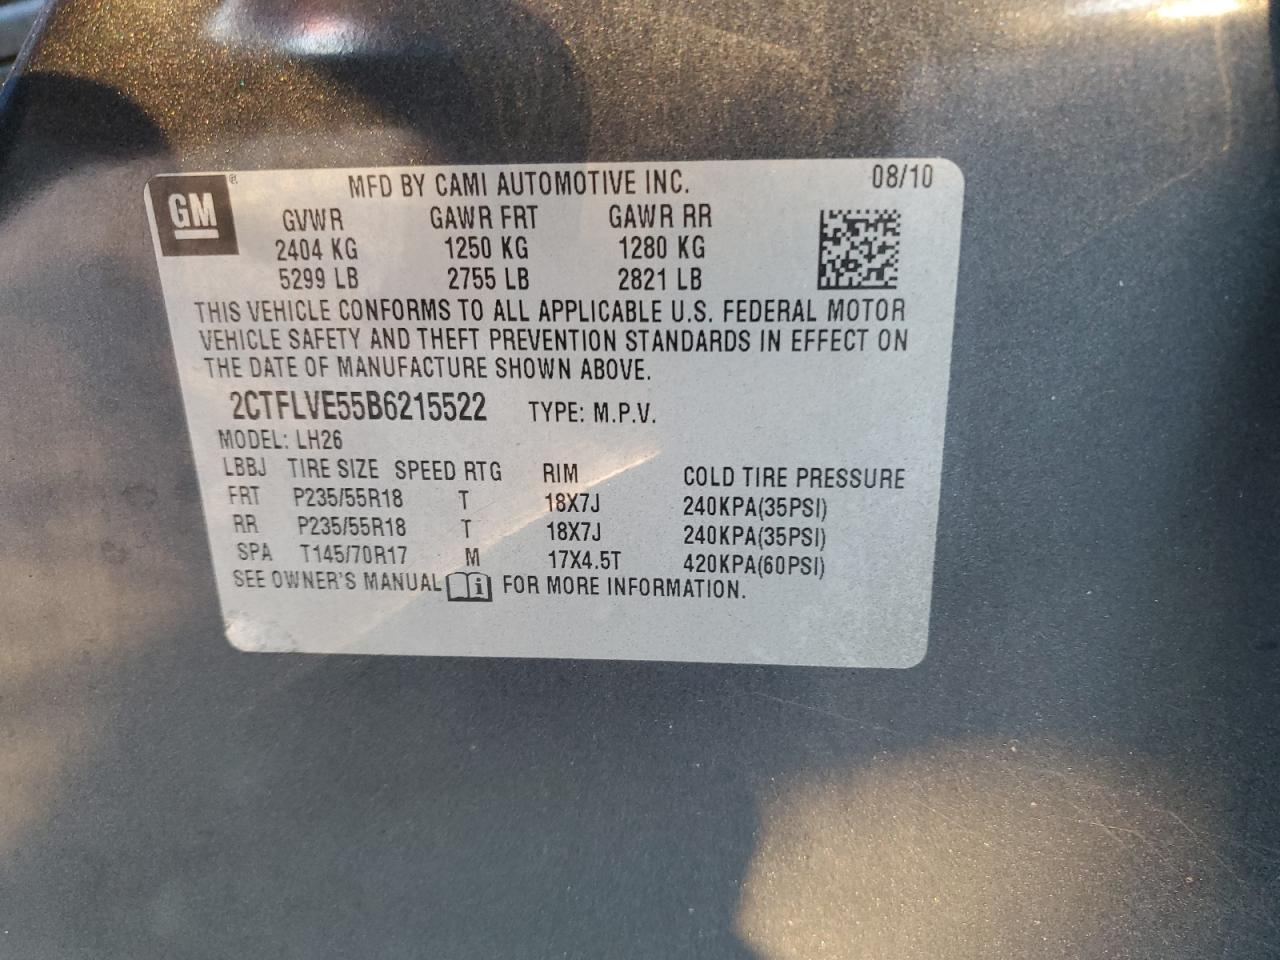 GM®
MFD BY CAMI AUTOMOTIVE INC. 08/10
GVWR GAWR FRT GAWR RR
2404 KG 1250 KG 1280 KG
5299 LB 2755 LB 2821 LB
THIS VEHICLE CONFORMS TO ALL APPLICABLE U.S. FEDERAL MOTOR
VEHICLE SAFETY AND THEFT PREVENTION STANDARDS IN EFFECT ON
THE DATE OF MANUFACTURE SHOWN ABOVE.
2CTFLVE55B6215522 TYPE: M.P.V.
MODEL: LH26
LBBJ TIRE SIZE SPEED RTG RIM COLD TIRE PRESSURE
FRT P235/55R18 T 18X7J 240KPA(35PSI)
RR P235/55R18 T 18X7J 240KPA(35PSI)
SPA T145/70R17 M 17X4.5T 420KPA(60PSI)
SEE OWNER'S MANUAL i FOR MORE INFORMATION.